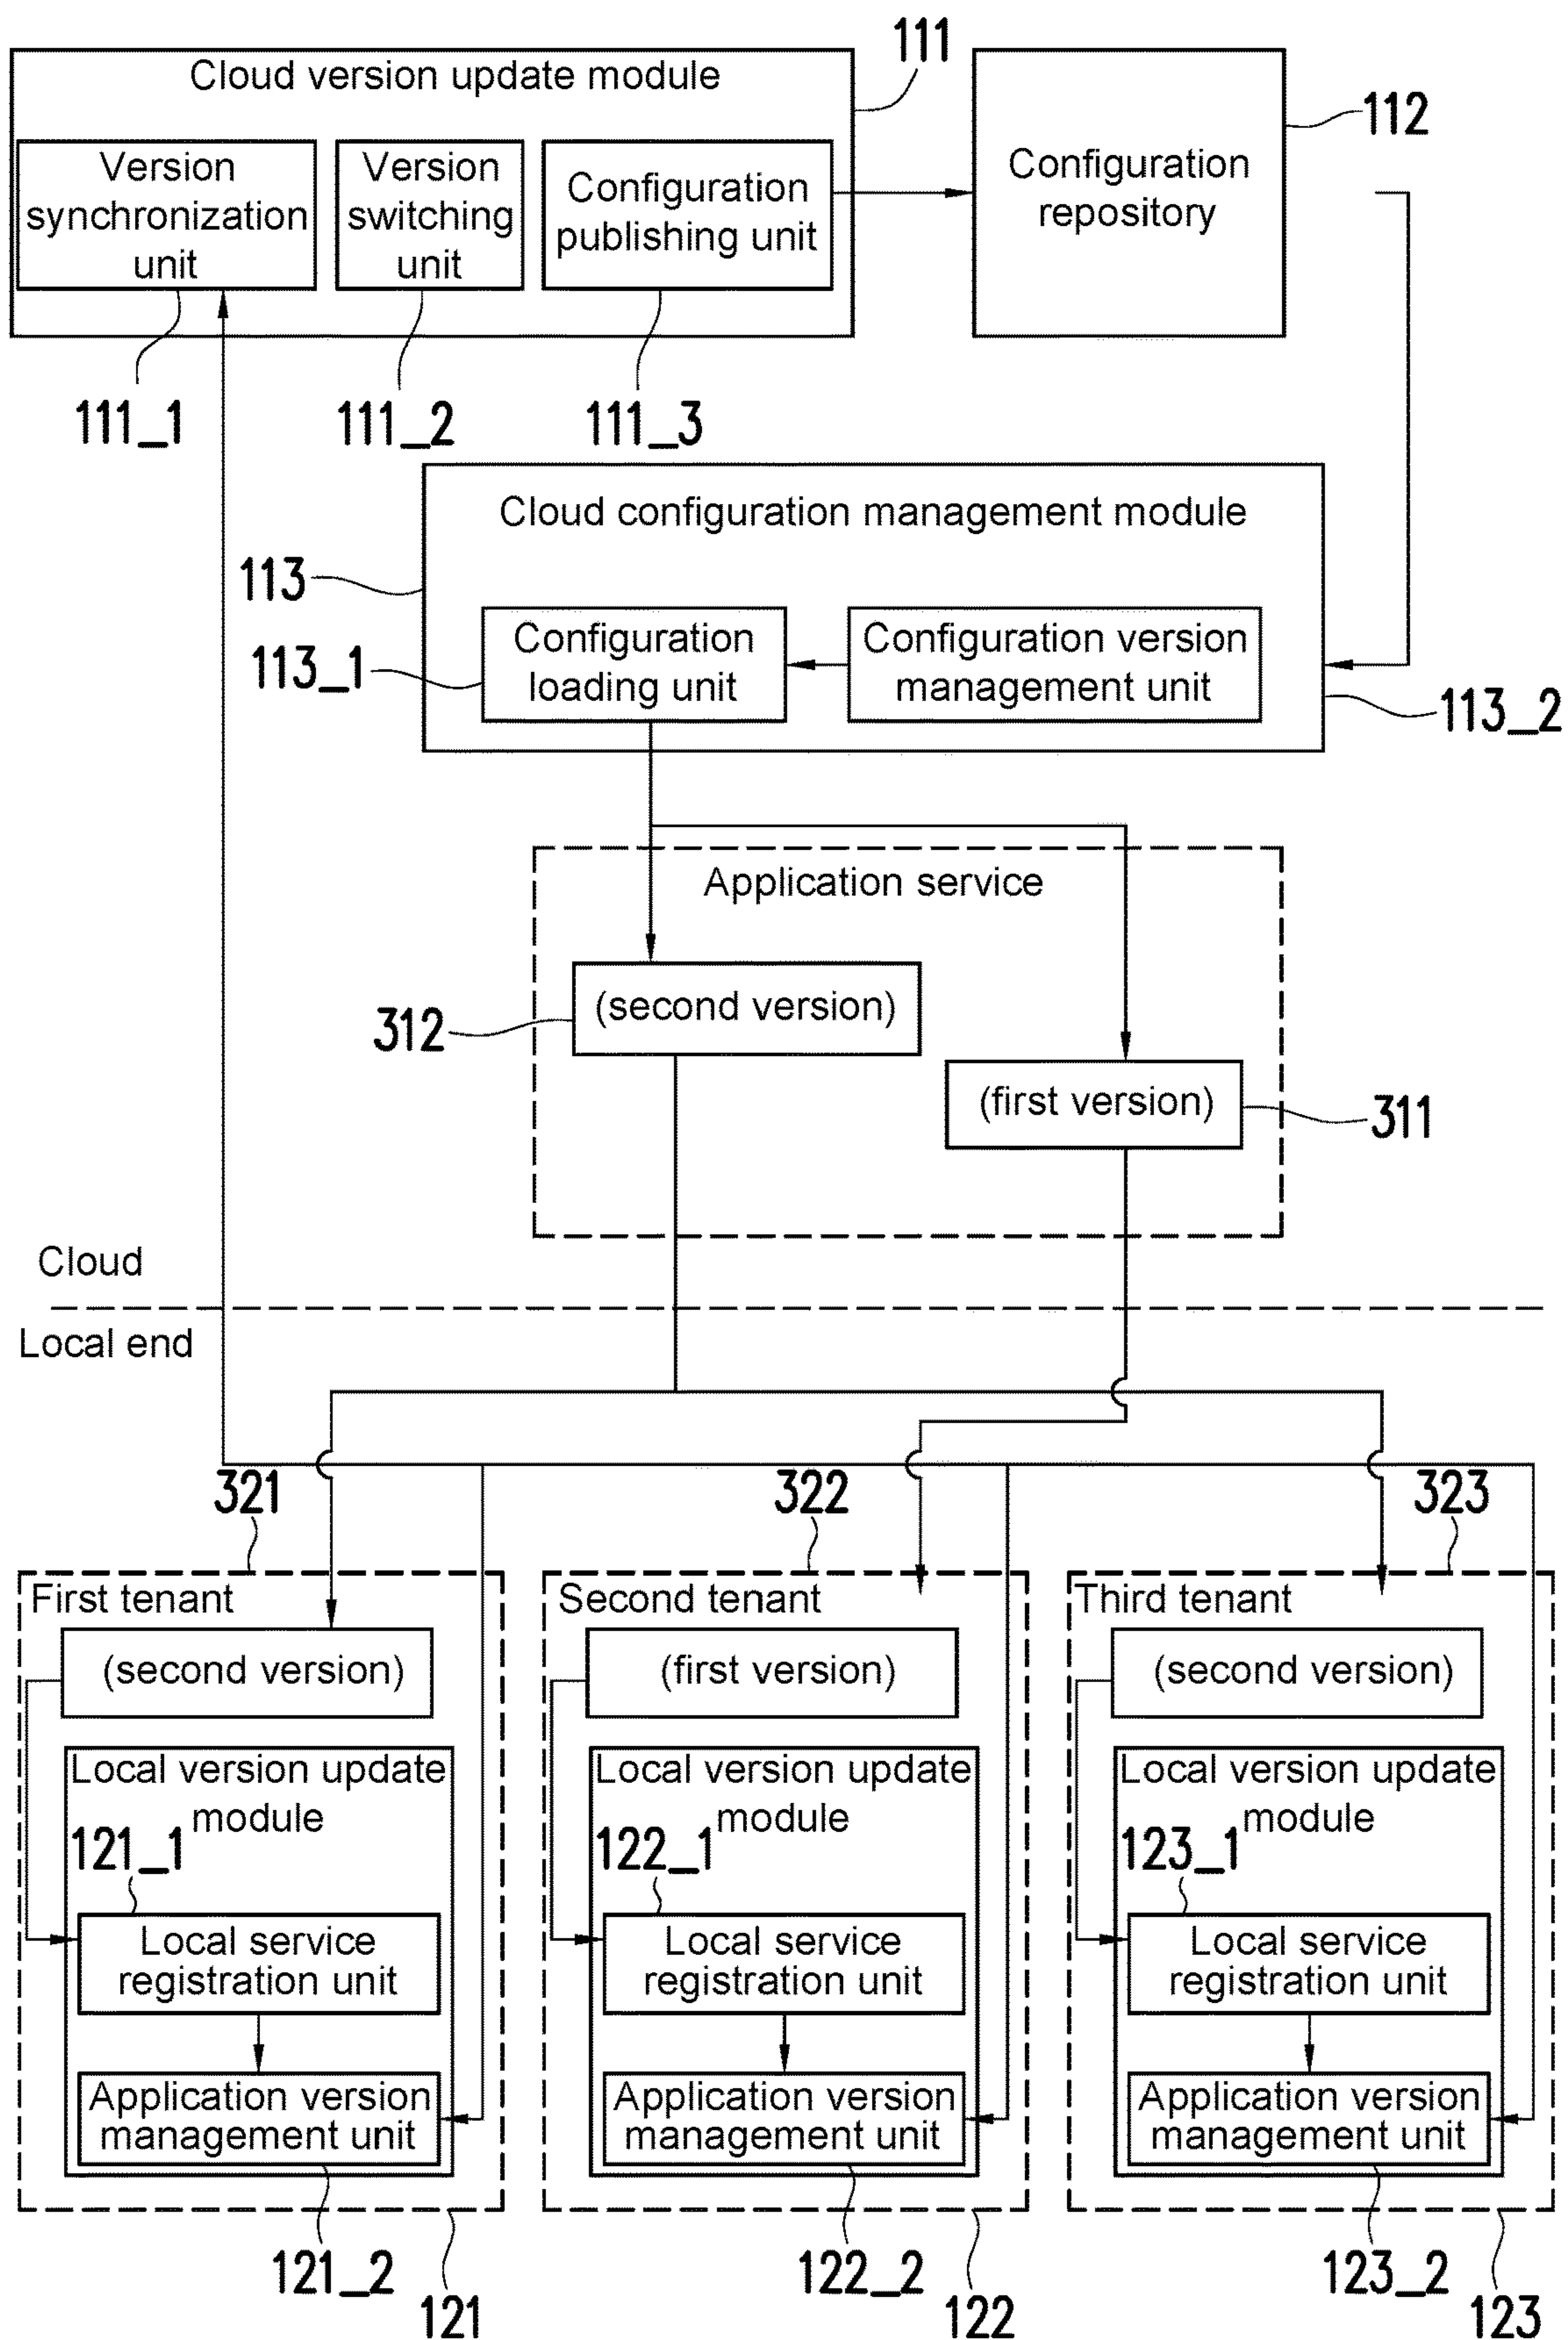 111
Cloud version update module
112
Version
synchronization
unit
Version
switching
unit
Configuration
publishing unit
Configuration
repository
111_1
111_2
111_3
Cloud configuration management module
113
Configuration
loading unit
Configuration version
management unit
113_1
113_2
Application service
(second version)
312
(first version)
311
Cloud
Local end
321
322
323
First tenant
(second version)
Local version update
module
121_1
Local service
registration unit
Application version
management unit
121_2
121
Second tenant
(first version)
Local version update
module
122_1
Local service
registration unit
Application version
management unit
122_2
122
Third tenant
(second version)
Local version update
module
123_1
Local service
registration unit
Application version
management unit
123_2
123